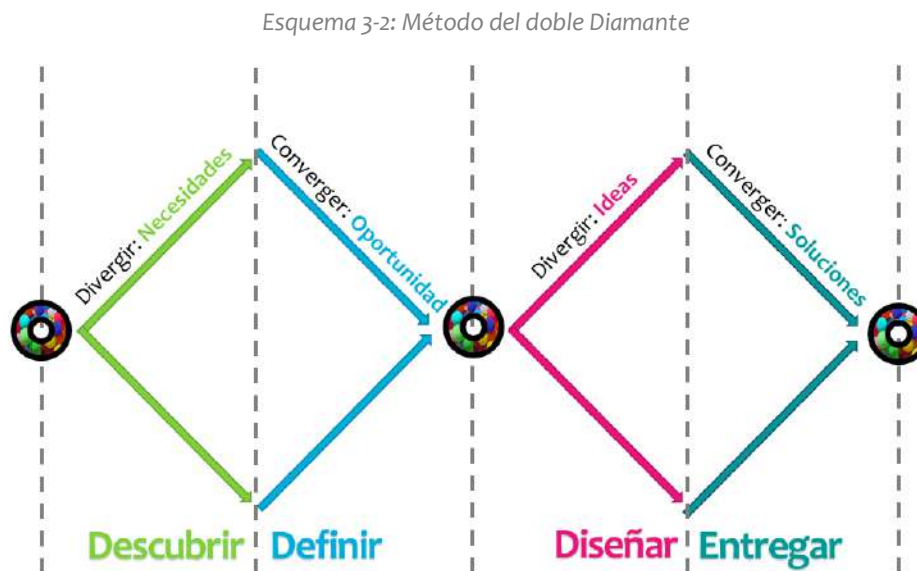 Esquema 3-2: Método del doble Diamante
Divergir: Necesidades
Converger: Oportunidad
Divergir: Ideas
Converger: Soluciones
Descubrir
Definir
Diseñar
Entregar